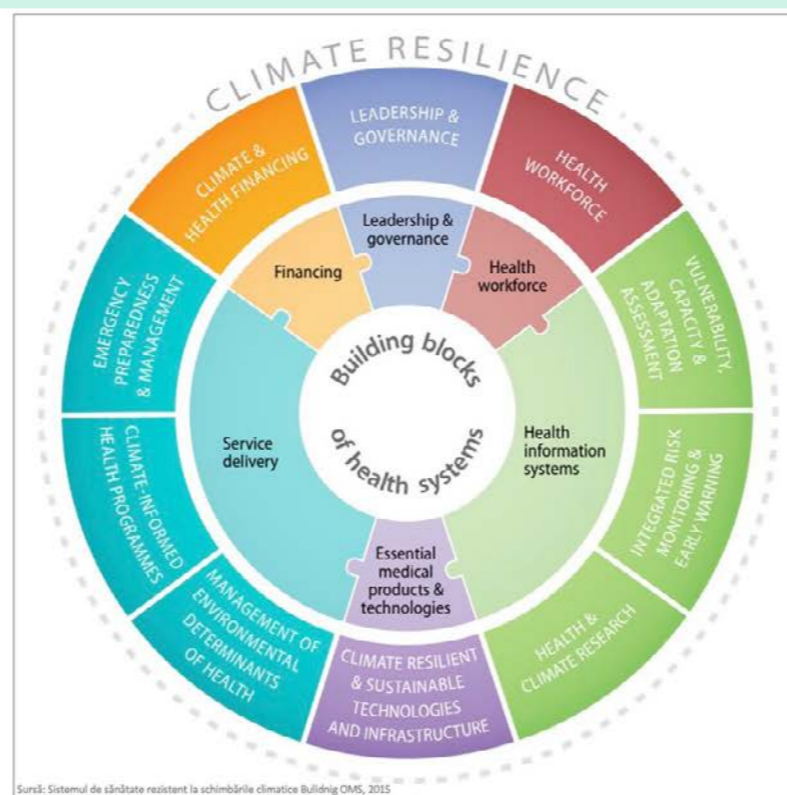 CLIMATE RESILIENCE
LEADERSHIP &
GOVERNANCE
HEALTH
WORKFORCE
VULNERABILITY,
CAPACITY &
ADAPTATION
ASSESSMENT
INTEGRATED RISK
MONITORING &
EARLY WARNING
HEALTH &
CLIMATE RESEARCH
CLIMATE RESILIENT
& SUSTAINABLE
TECHNOLOGIES
AND INFRASTRUCTURE
MANAGEMENT OF
ENVIRONMENTAL
DETERMINANTS
OF HEALTH
CLIMATE-INFORMED
HEALTH PROGRAMMES
EMERGENCY
PREPAREDNESS
& MANAGEMENT
CLIMATE &
HEALTH FINANCING
Leadership &
governance
Health
workforce
Health
information
systems
Essential
medical
products &
technologies
Service
delivery
Financing
Building blocks
of health systems
Sursă: Sistemul de sănătate rezistent la schimbările climatice Bulidnig OMS, 2015